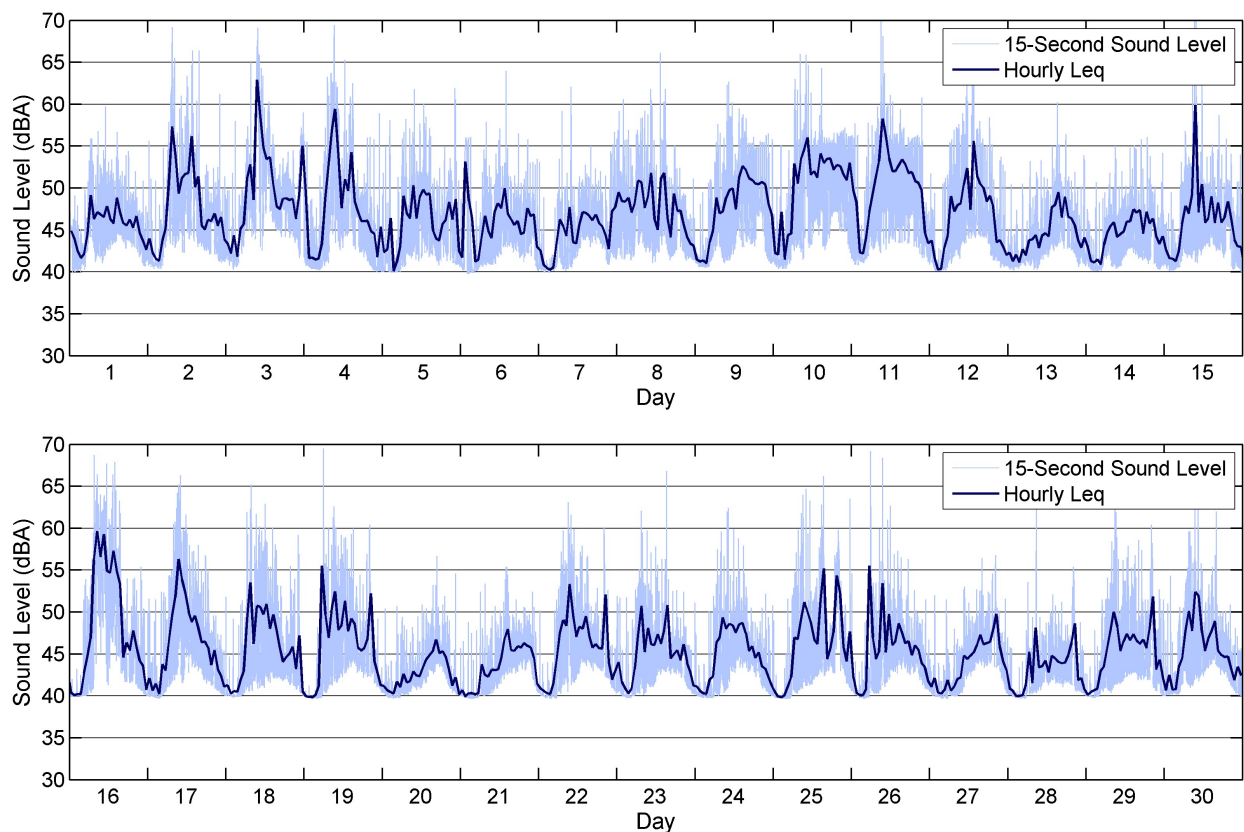 70
65
60
55
50
45
40
35
30
Sound Level (dBA)
15-Second Sound Level
Hourly Leq
1 2 3 4 5 6 7 8 9 10 11 12 13 14 15
Day
70
65
60
55
50
45
40
35
30
Sound Level (dBA)
15-Second Sound Level
Hourly Leq
16 17 18 19 20 21 22 23 24 25 26 27 28 29 30
Day